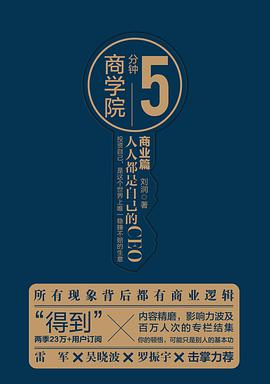 5分钟
商学院
商业篇
人人都是自己的CEO
刘润◎著
投资自己，是这个世界上唯一稳赚不赔的生意
所有现象背后都有商业逻辑
“得到”
两季23万+用户订阅
×
内容精磨，影响力波及
百万人次的专栏结集
你的顿悟，可能只是别人的基本功
雷军×吴晓波×罗振宇×击掌力荐